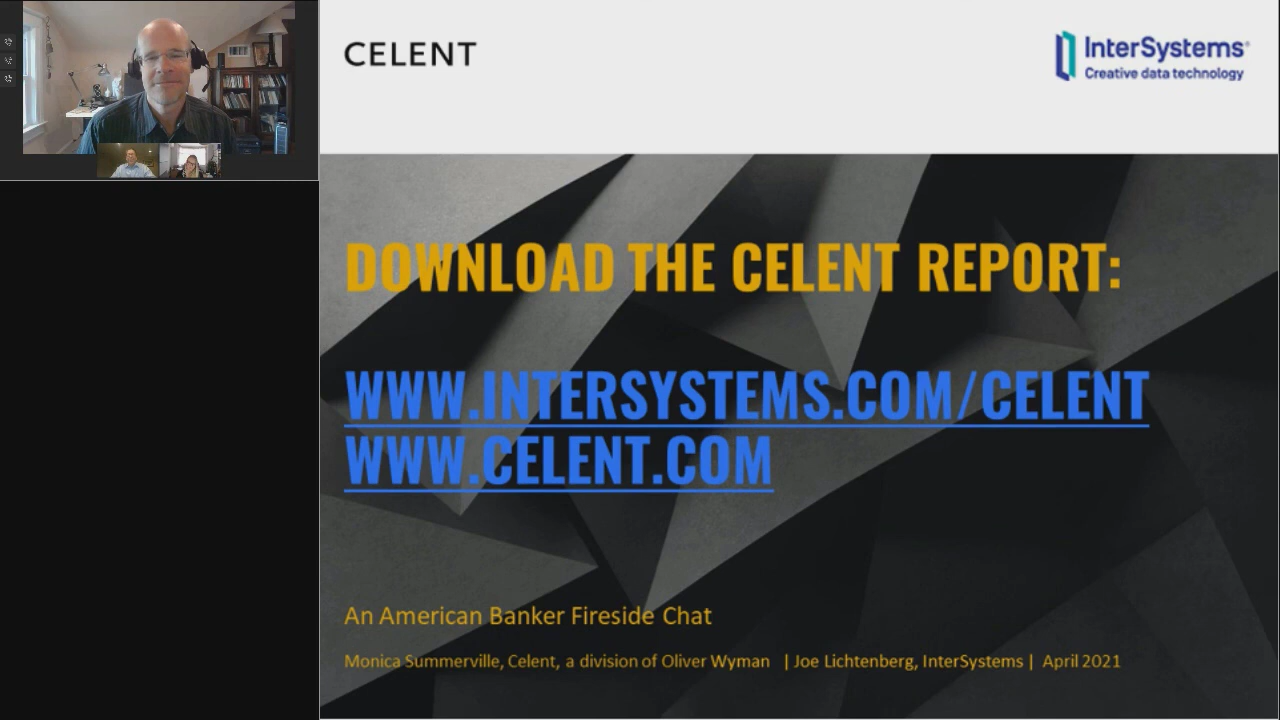 CELENT
InterSystems®
Creative data technology
DOWNLOAD THE CELENT REPORT:
WWW.INTERSYSTEMS.COM/CELENT
WWW.CELENT.COM
An American Banker Fireside Chat
Monica Summerville, Celent, a division of Oliver Wyman | Joe Lichtenberg, InterSystems | April 2021